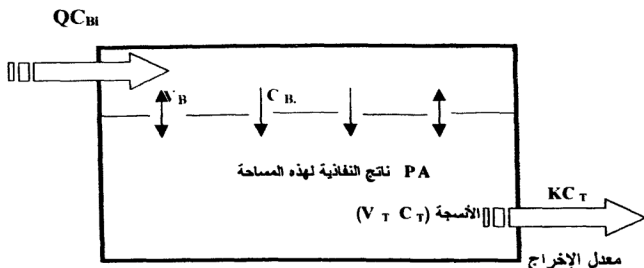 QC_Bi
V_B C_B.
PA ناتج النفاذية لهذه المساحة
KC_T
الأنسجة (V_T C_T)
معدل الإخراج